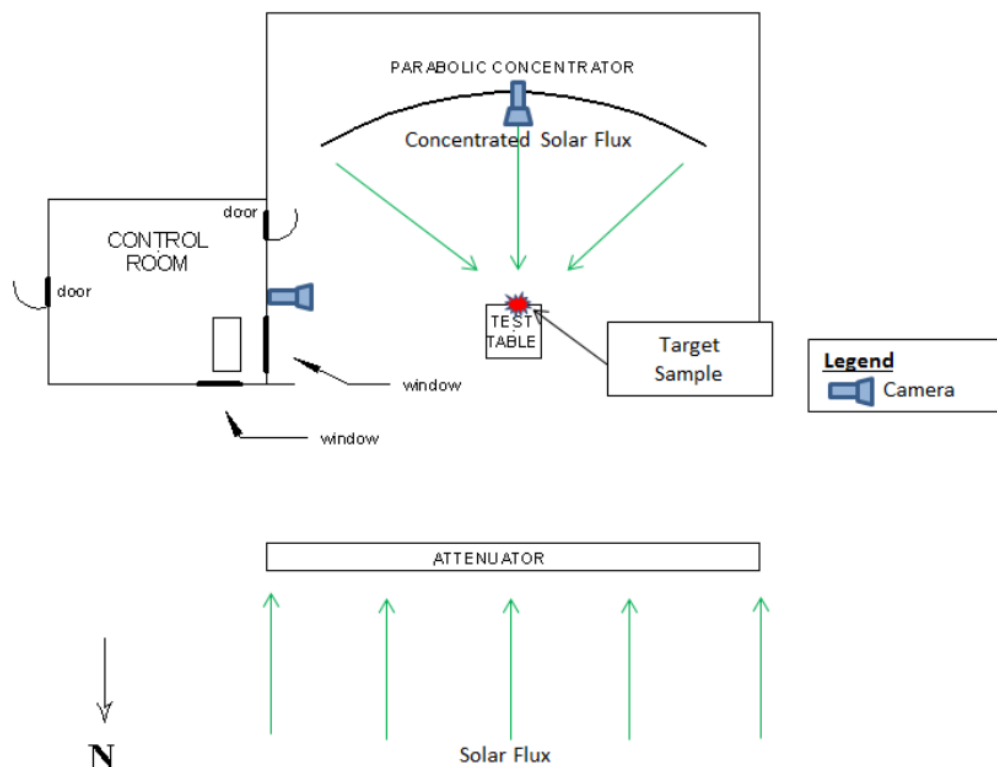 PARABOLIC CONCENTRATOR
Concentrated Solar Flux
door
CONTROL
ROOM
door
TEST
TABLE
Target
Sample
Legend
Camera
window
window
ATTENUATOR
N
Solar Flux